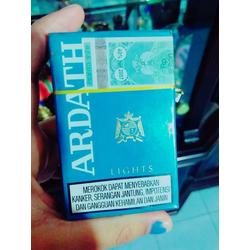 ARDATH
LIGHTS
MEROKOK DAPAT MENYEBABKAN
KANKER, SERANGAN JANTUNG, IMPOTENSI
DAN GANGGUAN KEHAMILAN DAN JANIN